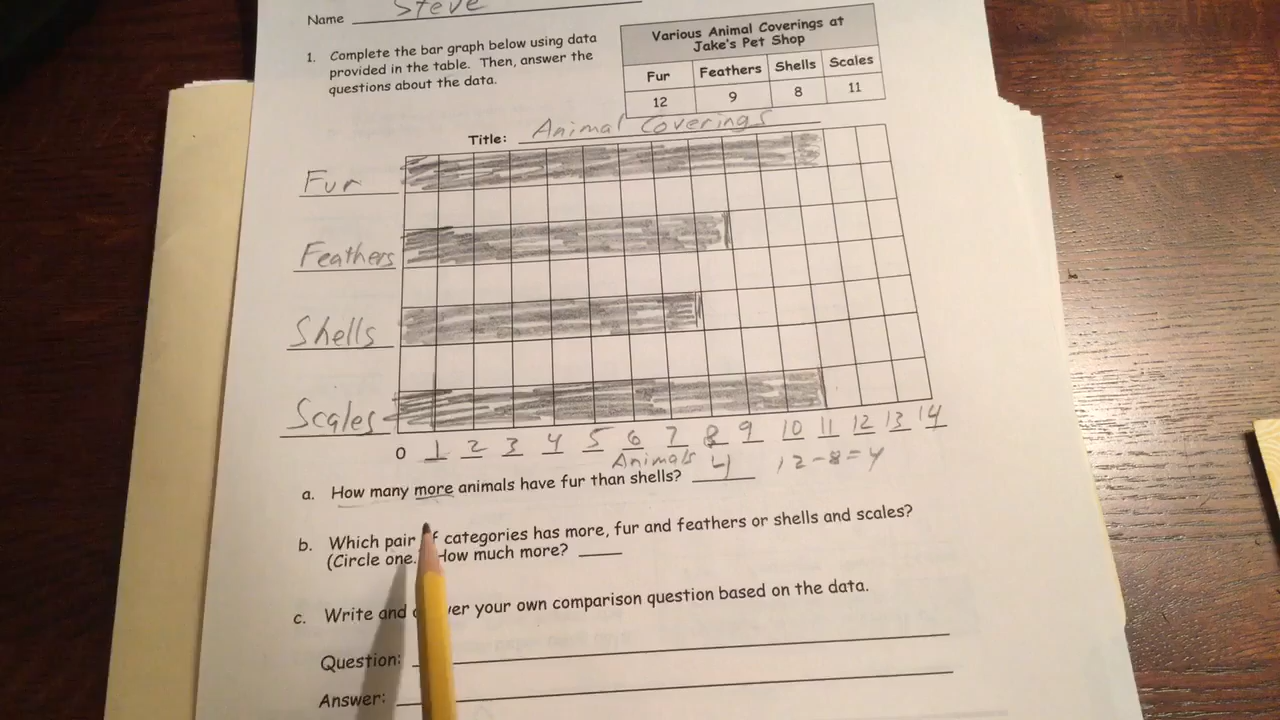 Name Steve
1. Complete the bar graph below using data
provided in the table. Then, answer the
questions about the data.
Various Animal Coverings at
Jake's Pet Shop
Fur Feathers Shells Scales
12 9 8 11
Title: Animal Coverings
Fur
Feathers
Shells
Scales
0 1 2 3 4 5 6 7 8 9 10 11 12 13 14
Animals
a. How many more animals have fur than shells? 4 12-8=4
b. Which pair of categories has more, fur and feathers or shells and scales?
(Circle one. How much more?
c. Write and your own comparison question based on the data.
Question:
Answer: